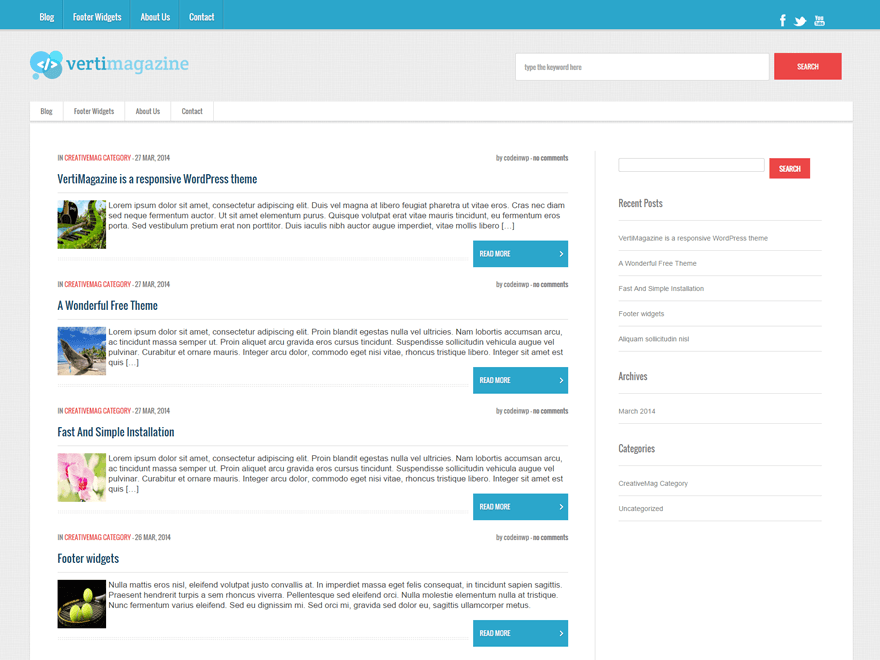 Blog Footer Widgets About Us Contact
f You Tube
</> vertimagazine
type the keyword here
SEARCH
Blog Footer Widgets About Us Contact
IN CREATIVEMAG CATEGORY - 27 MAR, 2014 by codeinwp - no comments
VertiMagazine is a responsive WordPress theme
Lorem ipsum dolor sit amet, consectetur adipiscing elit. Duis vel magna at libero feugiat pharetra ut vitae eros. Cras nec diam
sed neque fermentum auctor. Ut sit amet elementum purus. Quisque volutpat erat vitae mauris tincidunt, eu fermentum eros
porta. Sed vestibulum pretium erat non porttitor. Duis iaculis nibh auctor augue imperdiet, vitae mollis libero […]
READ MORE
IN CREATIVEMAG CATEGORY - 27 MAR, 2014 by codeinwp - no comments
A Wonderful Free Theme
Lorem ipsum dolor sit amet, consectetur adipiscing elit. Proin blandit egestas nulla vel ultricies. Nam lobortis accumsan arcu,
ac tincidunt massa semper ut. Proin aliquet arcu gravida eros cursus tincidunt. Suspendisse sollicitudin vehicula augue vel
pulvinar. Curabitur et ornare mauris. Integer arcu dolor, commodo eget nisi vitae, rhoncus tristique libero. Integer sit amet est
quis […]
READ MORE
IN CREATIVEMAG CATEGORY - 27 MAR, 2014 by codeinwp - no comments
Fast And Simple Installation
Lorem ipsum dolor sit amet, consectetur adipiscing elit. Proin blandit egestas nulla vel ultricies. Nam lobortis accumsan arcu,
ac tincidunt massa semper ut. Proin aliquet arcu gravida eros cursus tincidunt. Suspendisse sollicitudin vehicula augue vel
pulvinar. Curabitur et ornare mauris. Integer arcu dolor, commodo eget nisi vitae, rhoncus tristique libero. Integer sit amet est
quis […]
READ MORE
IN CREATIVEMAG CATEGORY - 26 MAR, 2014 by codeinwp - no comments
Footer widgets
Nulla mattis eros nisl, eleifend volutpat justo convallis at. In imperdiet massa eget felis consequat, in tincidunt sapien sagittis.
Praesent hendrerit turpis a sem rhoncus viverra. Pellentesque sed eleifend orci. Nulla molestie elementum nulla at tristique.
Nunc fermentum varius eleifend. Sed eu dignissim mi. Sed orci mi, gravida sed dolor eu, sagittis ullamcorper metus.
READ MORE
SEARCH
Recent Posts
VertiMagazine is a responsive WordPress theme
A Wonderful Free Theme
Fast And Simple Installation
Footer widgets
Aliquam sollicitudin nisl
Archives
March 2014
Categories
CreativeMag Category
Uncategorized